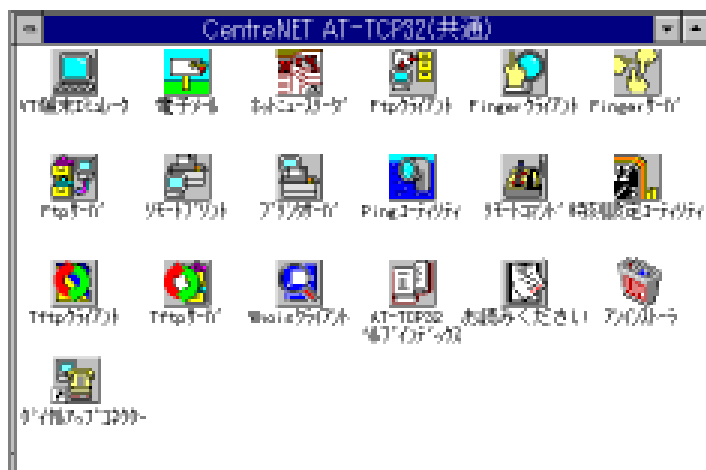 CentreNET AT-TCP32(共通)
VT端末エミュレータ
電子メール
ネットニュースリーダ
Ftpクライアント
Fingerクライアント
Fingerサーバ
Ftpサーバ
リモートプリント
プリンタサーバ
Pingユーティリティ
リモートコマンド
時刻設定ユーティリティ
Tftpクライアント
Tftpサーバ
Whoisクライアント
AT-TCP32
ヘルプインデックス
お読みください
アンインストーラ
ダイヤルアップコネクター